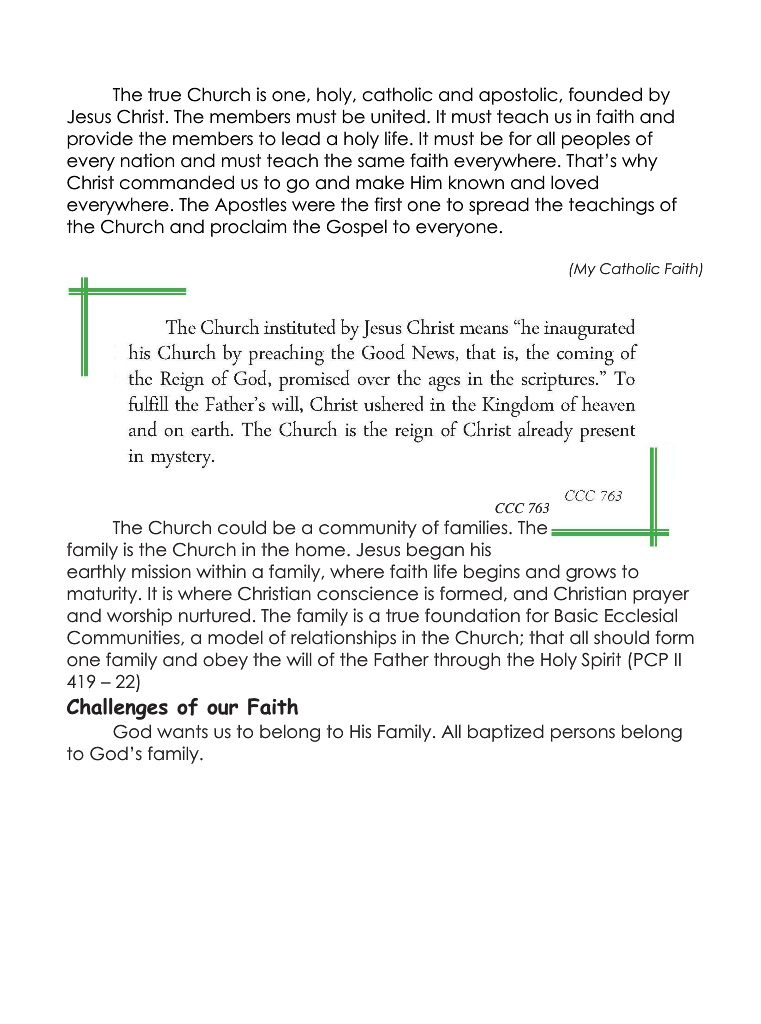 The true Church is one, holy, catholic and apostolic, founded by
Jesus Christ. The members must be united. It must teach us in faith and
provide the members to lead a holy life. It must be for all peoples of
every nation and must teach the same faith everywhere. That’s why
Christ commanded us to go and make Him known and loved
everywhere. The Apostles were the first one to spread the teachings of
the Church and proclaim the Gospel to everyone.
(My Catholic Faith)
The Church instituted by Jesus Christ means “he inaugurated
his Church by preaching the Good News, that is, the coming of
the Reign of God, promised over the ages in the scriptures.” To
fulfill the Father’s will, Christ ushered in the Kingdom of heaven
and on earth. The Church is the reign of Christ already present
in mystery.
CCC 763
CCC 763
The Church could be a community of families. The
family is the Church in the home. Jesus began his
earthly mission within a family, where faith life begins and grows to
maturity. It is where Christian conscience is formed, and Christian prayer
and worship nurtured. The family is a true foundation for Basic Ecclesial
Communities, a model of relationships in the Church; that all should form
one family and obey the will of the Father through the Holy Spirit (PCP II
419 – 22)
Challenges of our Faith
God wants us to belong to His Family. All baptized persons belong
to God’s family.